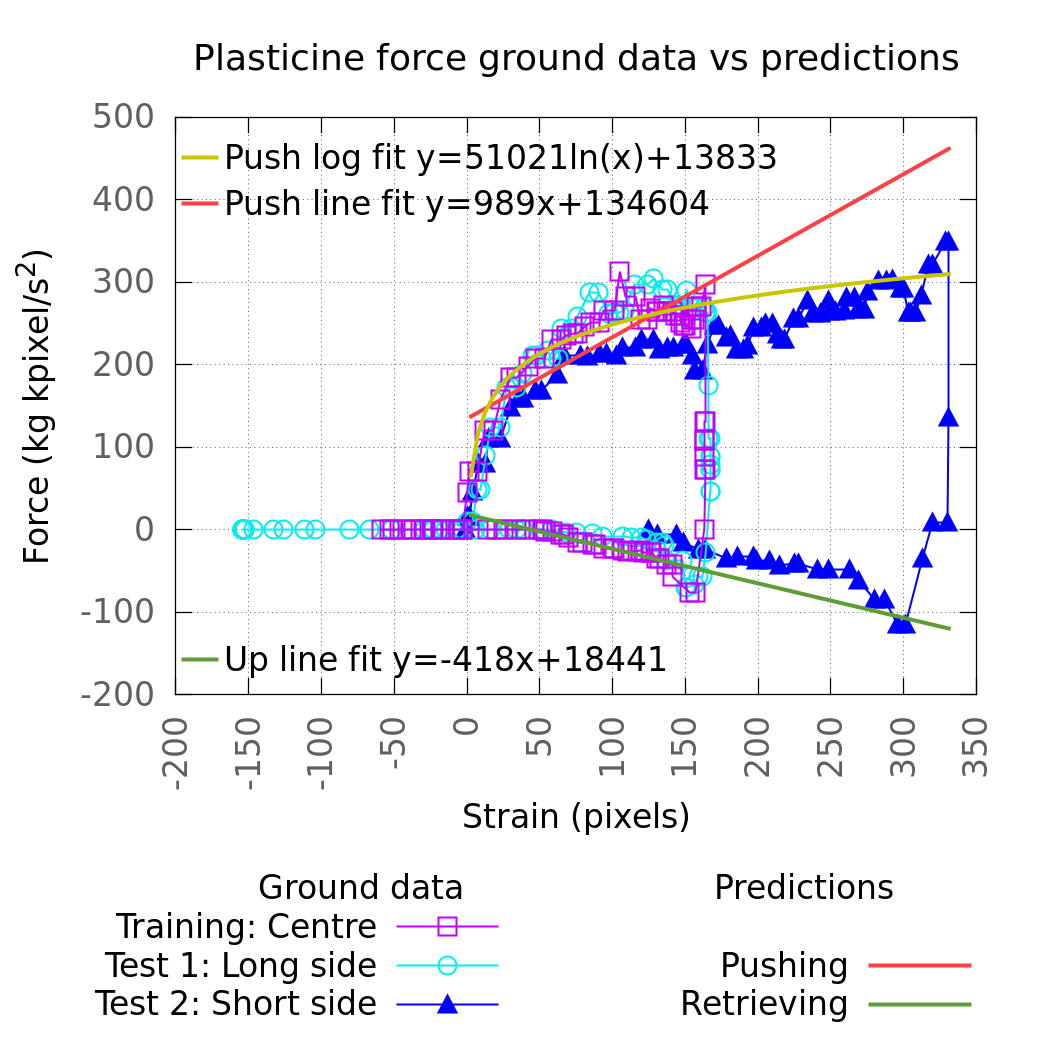 Plasticine force ground data vs predictions
500
400
300
200
100
0
-100
-200
Force (kg kpixel/s²)
Push log fit y=51021ln(x)+13833
Push line fit y=989x+134604
Up line fit y=-418x+18441
-200 -150 -100 -50 0 50 100 150 200 250 300 350
Strain (pixels)
Ground data
Training: Centre
Test 1: Long side
Test 2: Short side
Predictions
Pushing
Retrieving